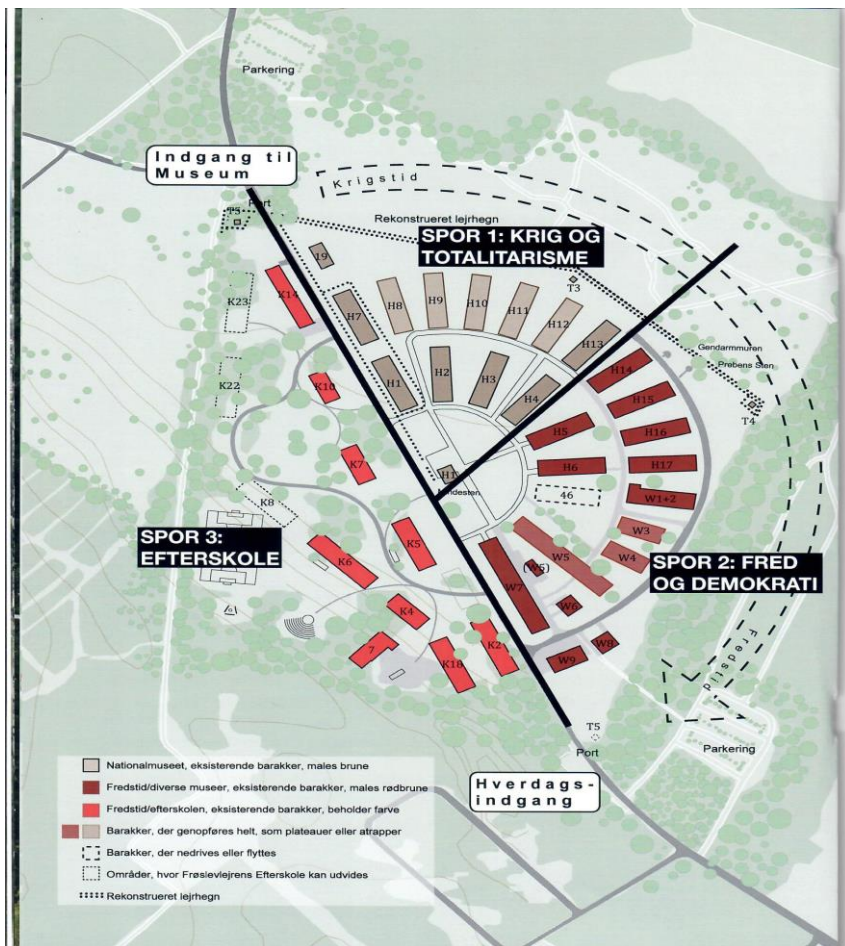 Parkering
Indgang til
Museum
Krigstid
Port
T5
Rekonstrueret lejrhegn
SPOR 1: KRIG OG
TOTALITARISME
19
T3
K23
K14
H7
H8
H9
H10
H11
H12
H13
Gendarmmuren
Prebens Sten
H14
K22
K10
H1
H2
H3
H4
H15
T4
H5
H16
K7
H6
H17
H1
K8
46
W1+2
SPOR 3:
EFTERSKOLE
K5
K6
W3
W5
W4
(W5)
W7
SPOR 2: FRED
OG DEMOKRATI
K4
W6
7
K18
K2
W8
W9
Fredstid
T5
Port
Parkering
Hverdags-
indgang
Nationalmuseet, eksisterende barakker, males brune
Fredstid/diverse museer, eksisterende barakker, males rødbrune
Fredstid/efterskolen, eksisterende barakker, beholder farve
Barakker, der genopføres helt, som plateauer eller atrapper
Barakker, der nedrives eller flyttes
Områder, hvor Frøslevlejrens Efterskole kan udvides
Rekonstrueret lejrhegn